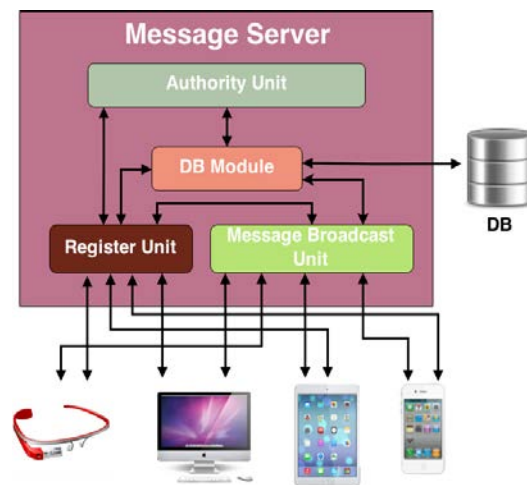 Message Server
Authority Unit
DB Module
DB
Register Unit
Message Broadcast
Unit